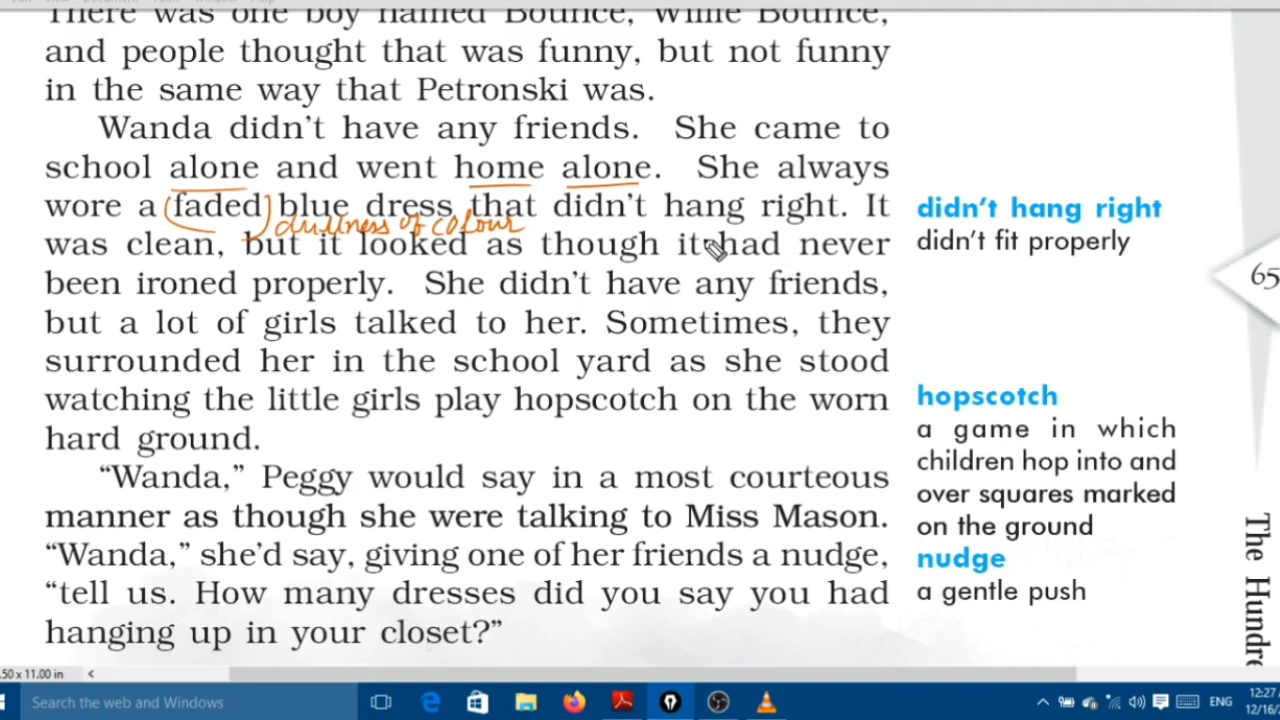 There was one boy named Bounce, Willie Bounce,
and people thought that was funny, but not funny
in the same way that Petronski was.
Wanda didn't have any friends. She came to
school alone and went home alone. She always
wore a faded blue dress that didn't hang right. It
dullness of colour
was clean, but it looked as though it had never
been ironed properly. She didn't have any friends,
but a lot of girls talked to her. Sometimes, they
surrounded her in the school yard as she stood
watching the little girls play hopscotch on the worn
hard ground.
“Wanda,” Peggy would say in a most courteous
manner as though she were talking to Miss Mason.
“Wanda,” she'd say, giving one of her friends a nudge,
“tell us. How many dresses did you say you had
hanging up in your closet?”
didn't hang right
didn't fit properly
hopscotch
a game in which
children hop into and
over squares marked
on the ground
nudge
a gentle push
65
The Hundre
.50 x 11.00 in
Search the web and Windows
ENG
12:27
12/16/2